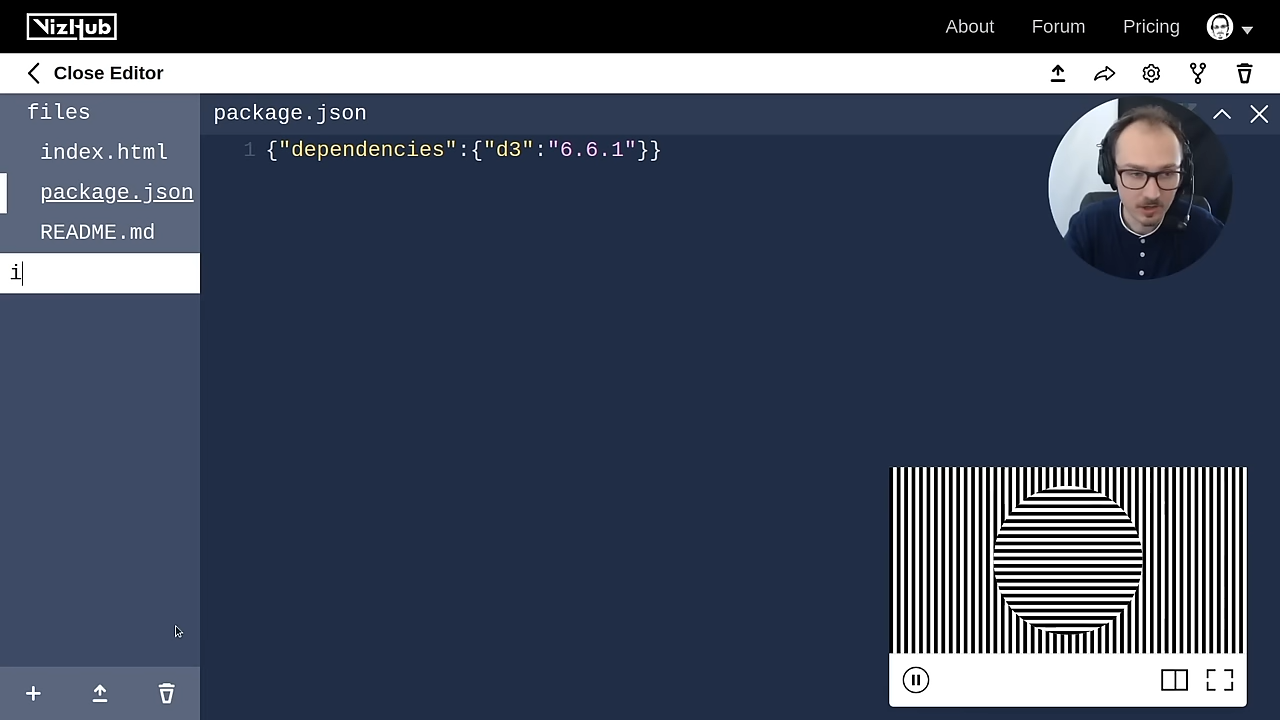 VizHub
About Forum Pricing
Close Editor
files
index.html
package.json
README.md
i
package.json
1 {"dependencies":{"d3":"6.6.1"}}